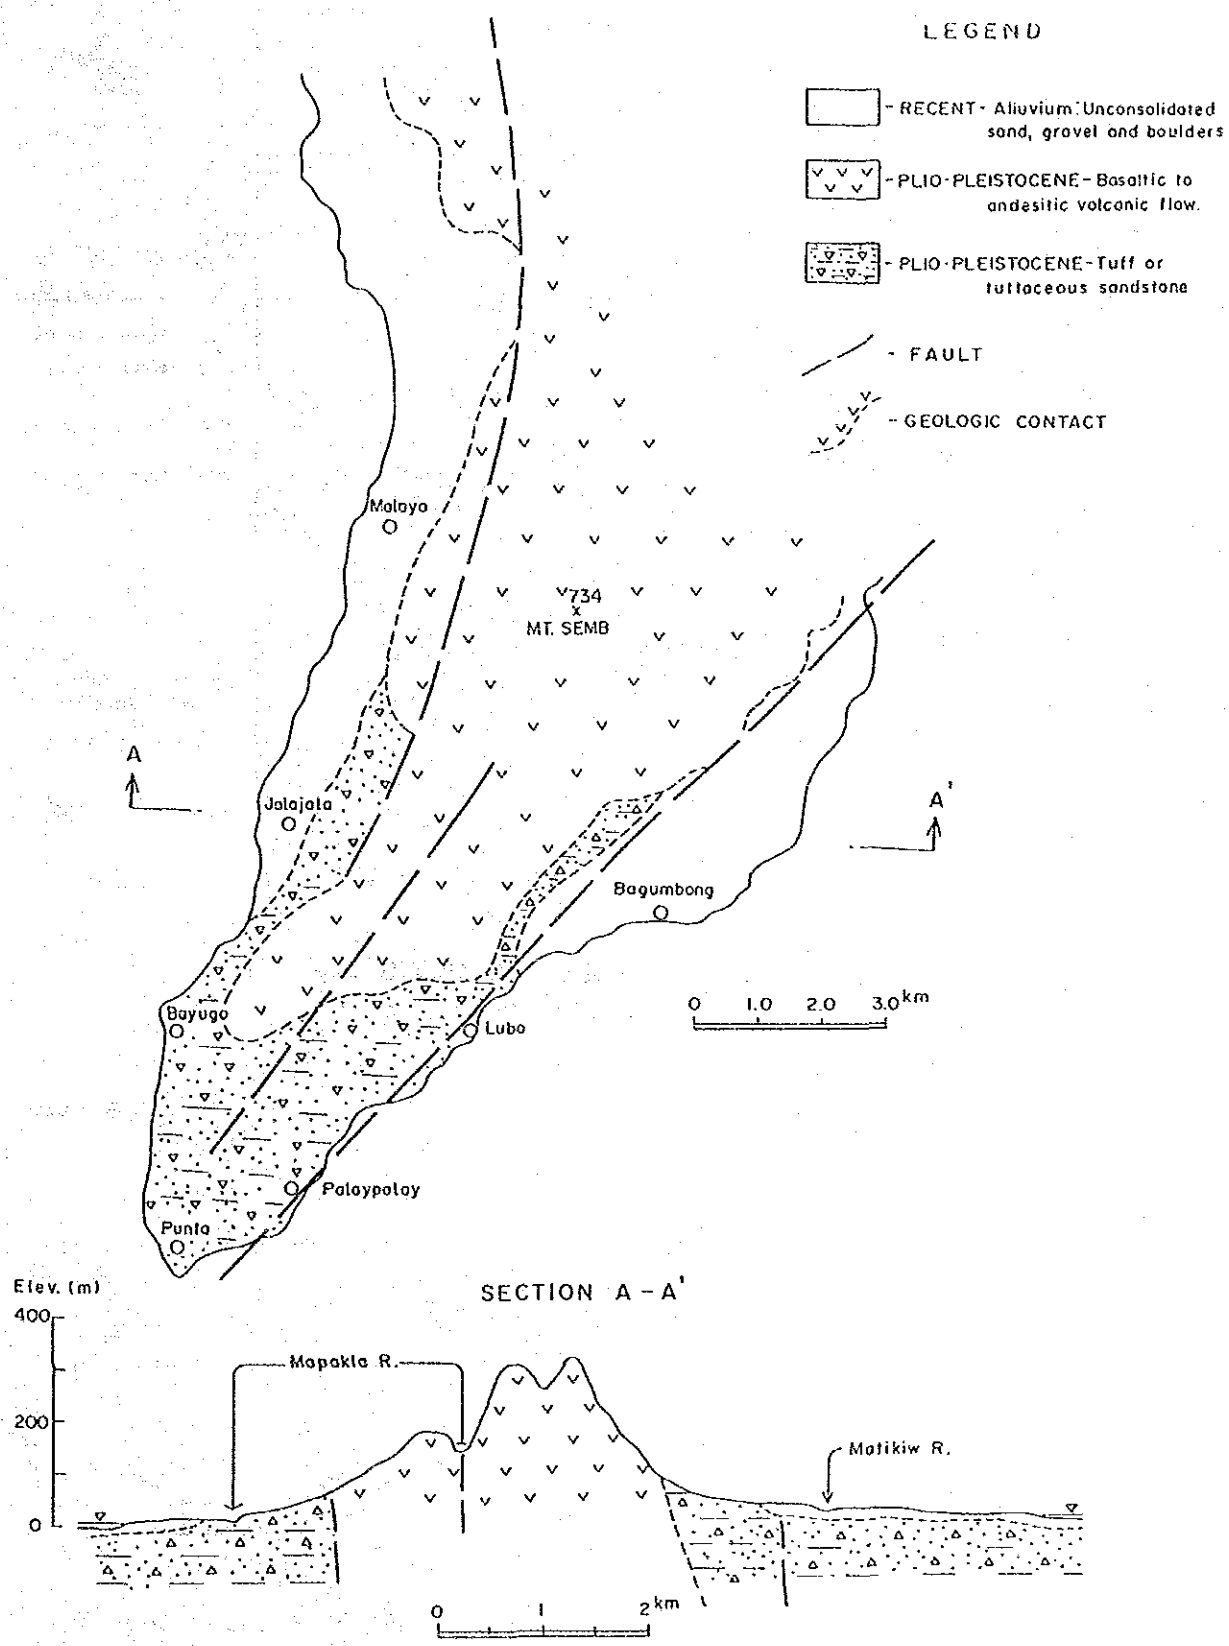 LEGEND
- RECENT - Alluvium: Unconsolidated
sand, gravel and boulders
- PLIO-PLEISTOCENE - Basaltic to
andesitic volcanic flow.
- PLIO-PLEISTOCENE - Tuff or
tuttaceous sandstone
- FAULT
- GEOLOGIC CONTACT
Malaya
734
x
MT. SEMB
A
A'
Jalajala
Bagumbong
0 1.0 2.0 3.0 km
Bayugo
Lubo
Palaypalay
Punta
Elev. (m)
SECTION A - A'
400
Mapakla R.
200
Matikiw R.
0
0 1 2 km